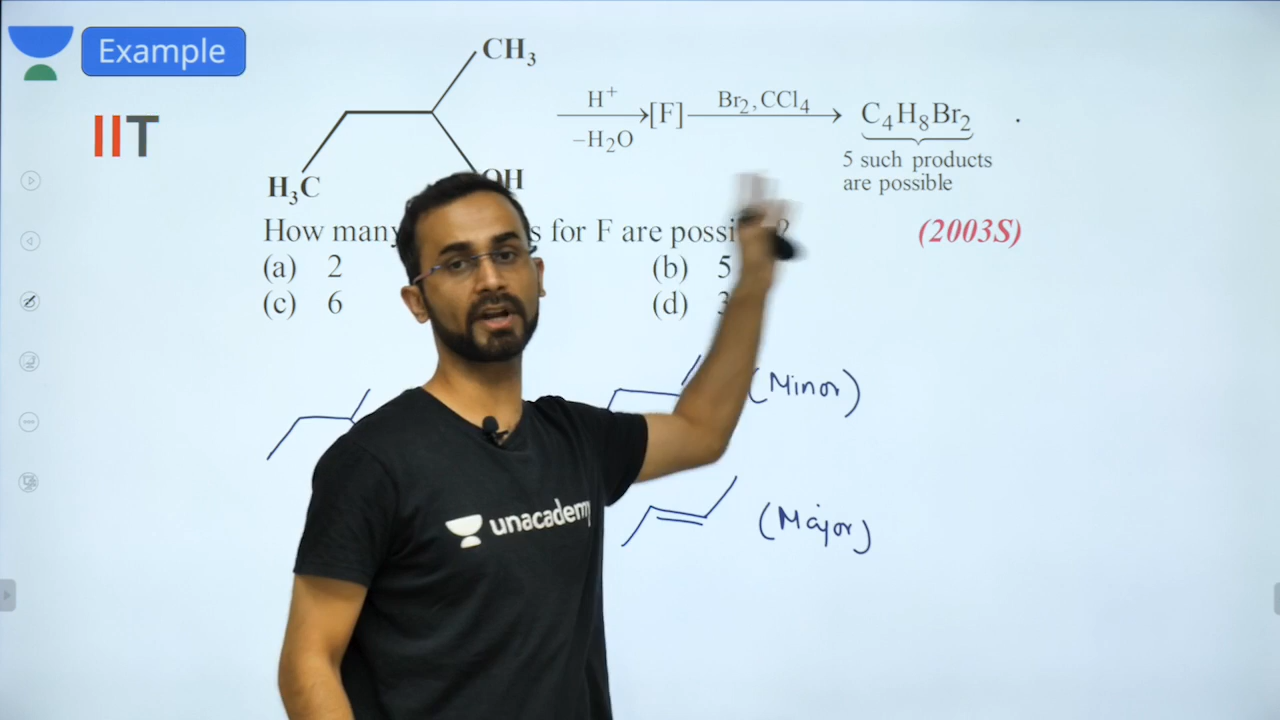 Example
IIT
CH₃
H₃C
OH
H⁺
–H₂O
[F]
Br₂,CCl₄
C₄H₈Br₂ .
5 such products
are possible
How many s for F are possi ?
(2003S)
(a) 2
(b) 5
(c) 6
(d) 3
(Minor)
(Major)
unacademy